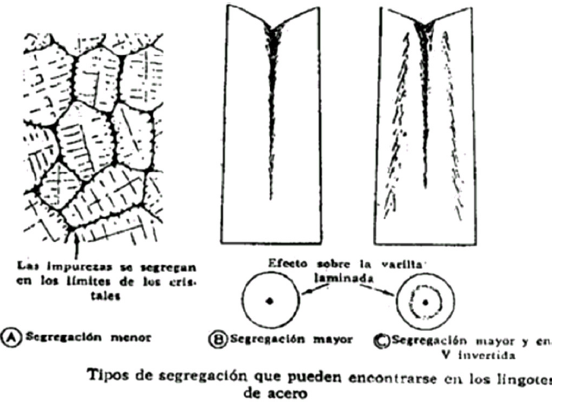 Las impurezas se segregan
en los límites de los cris-
tales
Efecto sobre la varilla
laminada
A Segregación menor
B Segregación mayor
C Segregación mayor y en
V invertida
Tipos de segregación que pueden encontrarse en los lingotes
de acero